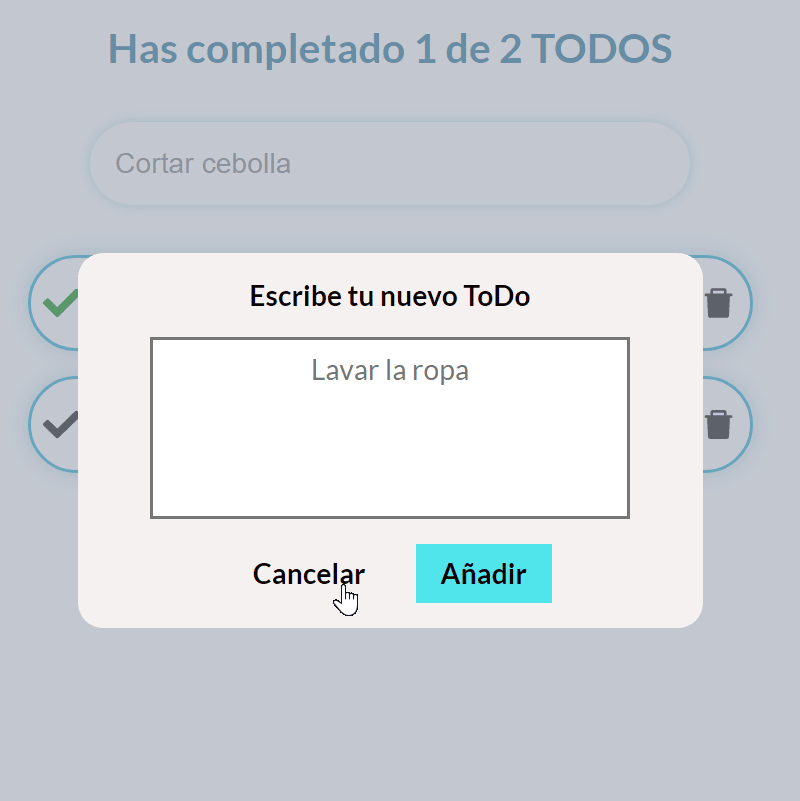 Has completado 1 de 2 TODOS
Cortar cebolla
Escribe tu nuevo ToDo
Lavar la ropa
Cancelar
Añadir